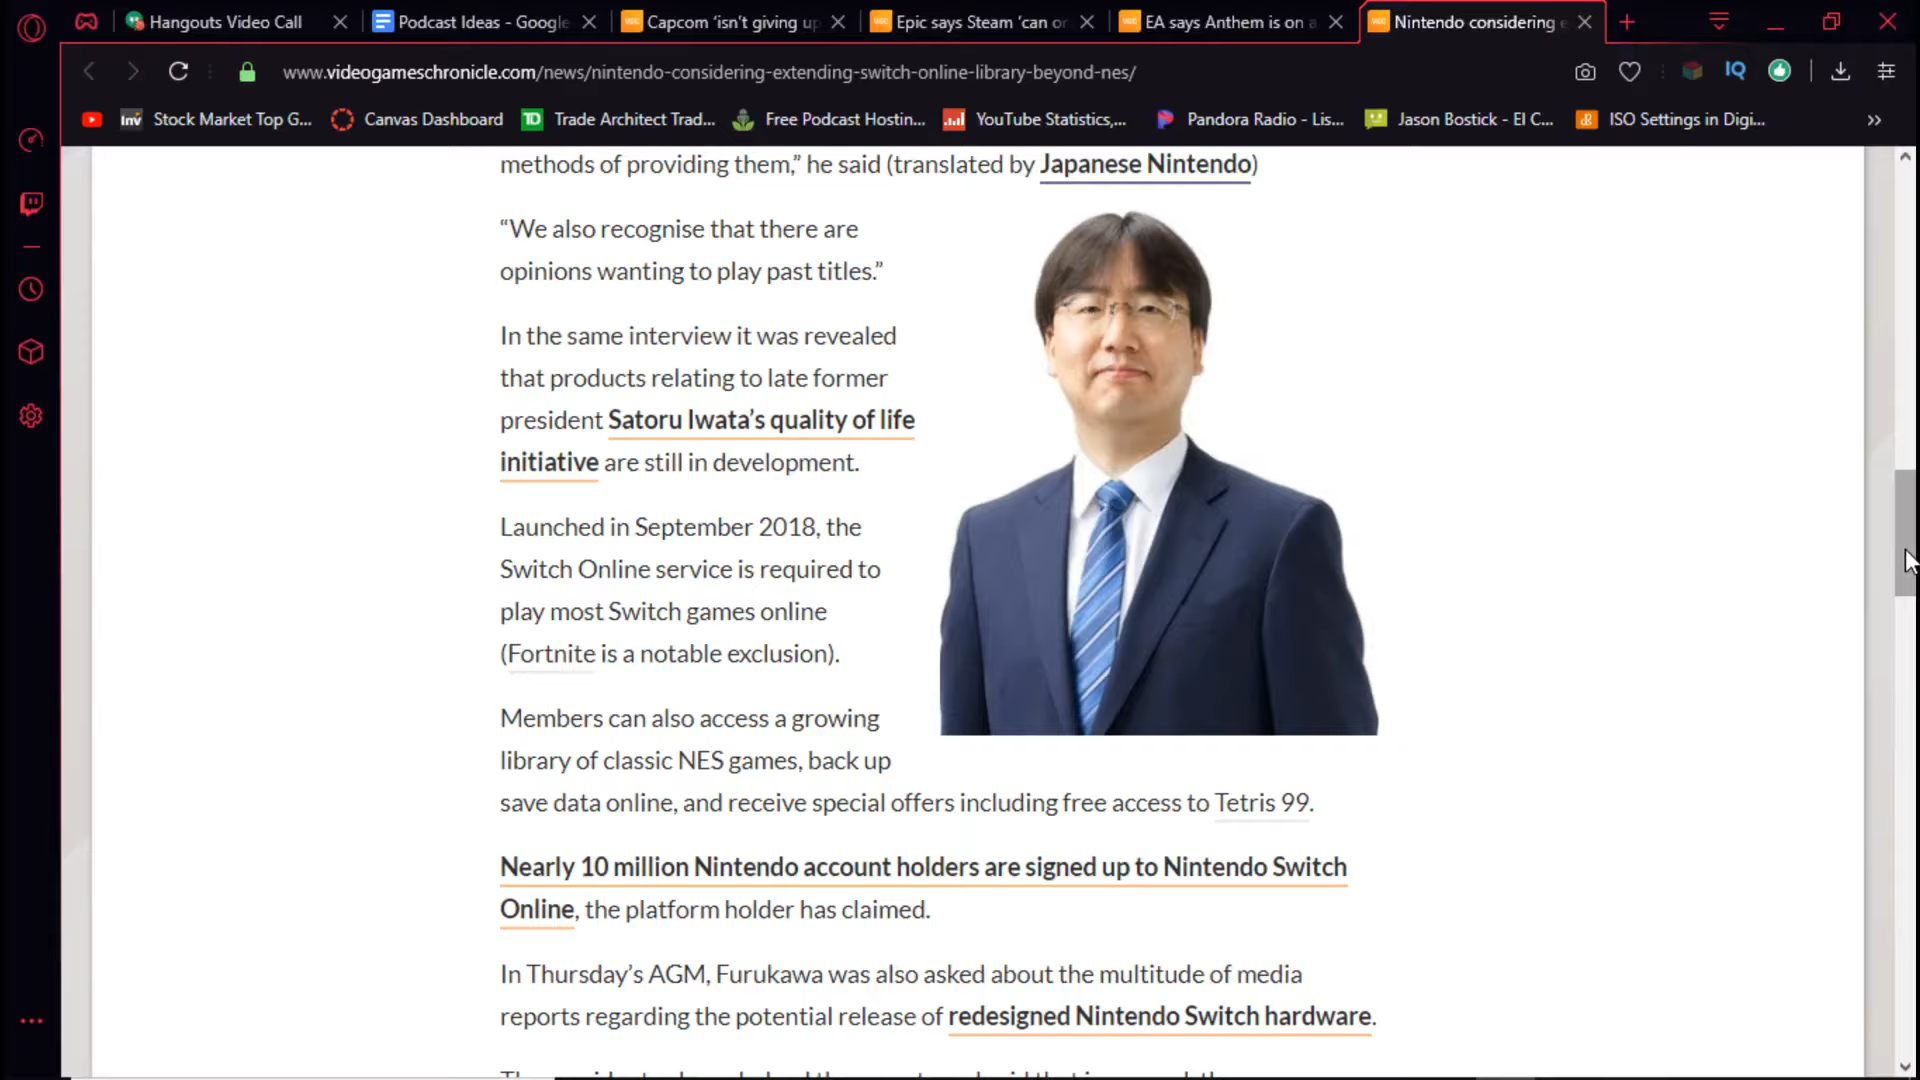 Hangouts Video Call
Podcast Ideas - Google
Capcom ‘isn’t giving up
Epic says Steam ‘can or
EA says Anthem is on a
Nintendo considering e
www.videogameschronicle.com/news/nintendo-considering-extending-switch-online-library-beyond-nes/
IQ
Inv Stock Market Top G...
Canvas Dashboard
TD Trade Architect Trad...
Free Podcast Hostin...
YouTube Statistics,...
Pandora Radio - Lis...
Jason Bostick - El C...
ISO Settings in Digi...
methods of providing them,” he said (translated by Japanese Nintendo)
“We also recognise that there are
opinions wanting to play past titles.”
In the same interview it was revealed
that products relating to late former
president Satoru Iwata’s quality of life
initiative are still in development.
Launched in September 2018, the
Switch Online service is required to
play most Switch games online
(Fortnite is a notable exclusion).
Members can also access a growing
library of classic NES games, back up
save data online, and receive special offers including free access to Tetris 99.
Nearly 10 million Nintendo account holders are signed up to Nintendo Switch
Online, the platform holder has claimed.
In Thursday’s AGM, Furukawa was also asked about the multitude of media
reports regarding the potential release of redesigned Nintendo Switch hardware.